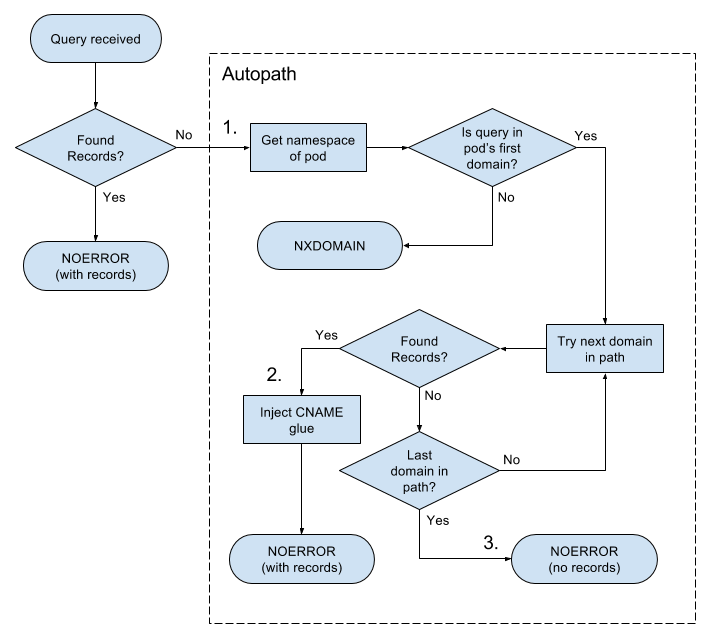 Query received
Autopath
Found
Records?
No
1.
Get namespace
of pod
Is query in
pod's first
domain?
Yes
Yes
No
NOERROR
(with records)
NXDOMAIN
Yes
Found
Records?
Try next domain
in path
2.
No
Inject CNAME
glue
Last
domain in
path?
No
Yes
3.
NOERROR
(with records)
NOERROR
(no records)